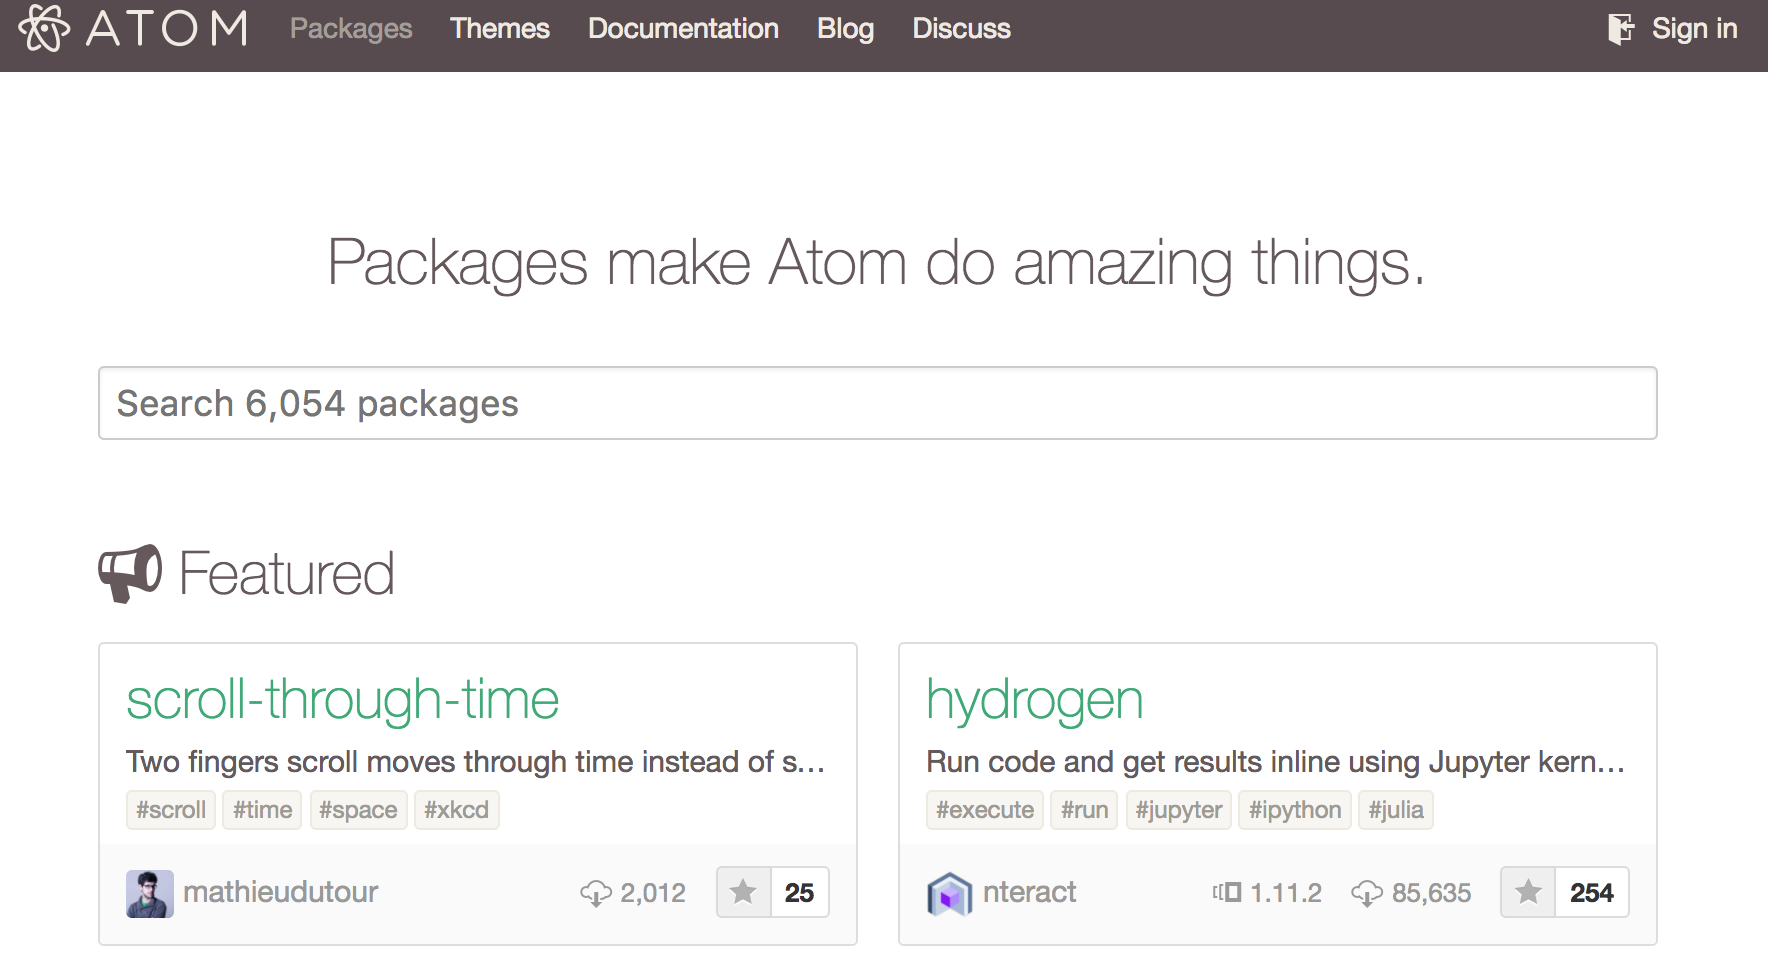 ATOM Packages Themes Documentation Blog Discuss Sign in
Packages make Atom do amazing things.
Search 6,054 packages
Featured
scroll-through-time
Two fingers scroll moves through time instead of s...
#scroll #time #space #xkcd
mathieudutour 2,012 25
hydrogen
Run code and get results inline using Jupyter kern...
#execute #run #jupyter #ipython #julia
nteract 1.11.2 85,635 254